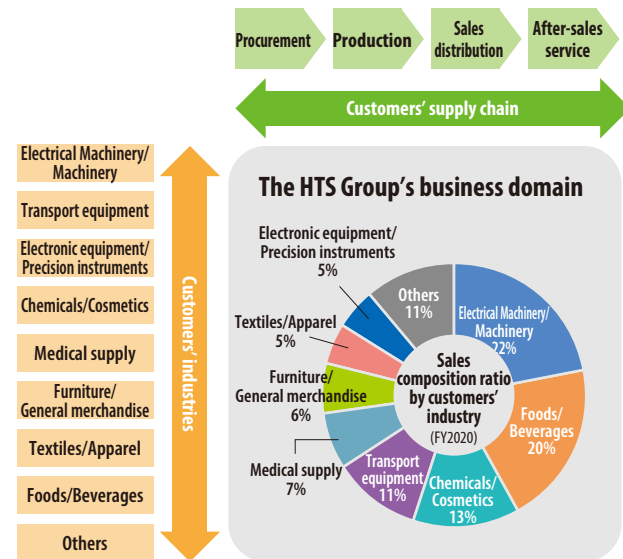 Procurement
Production
Sales
distribution
After-sales
service
Customers' supply chain
Electrical Machinery/
Machinery
Transport equipment
Electronic equipment/
Precision instruments
Chemicals/Cosmetics
Medical supply
Furniture/
General merchandise
Textiles/Apparel
Foods/Beverages
Others
Customers' industries
The HTS Group's business domain
Electronic equipment/
Precision instruments
5%
Others
11%
Electrical Machinery/
Machinery
22%
Textiles/Apparel
5%
Furniture/
General merchandise
6%
Medical supply
7%
Transport
equipment
11%
Chemicals/
Cosmetics
13%
Foods/
Beverages
20%
Sales
composition ratio
by customers'
industry
(FY2020)